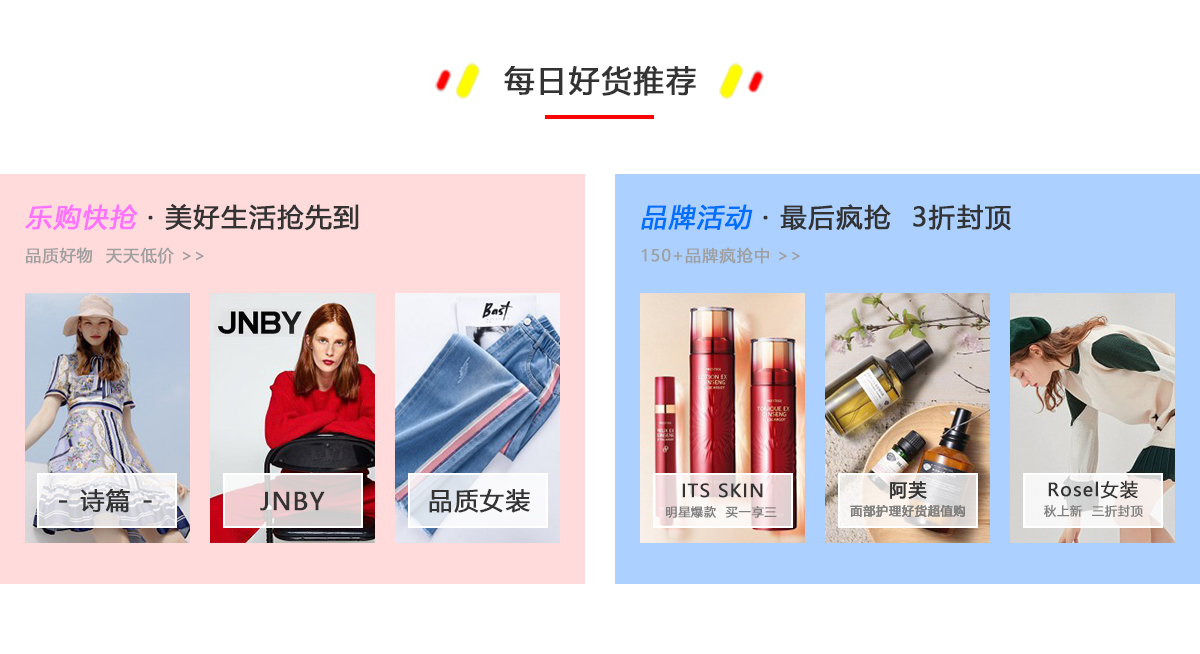 每日好货推荐
乐购快抢 · 美好生活抢先到
品质好物 天天低价 >>
- 诗篇 -
JNBY
JNBY
Bast
品质女装
品牌活动 · 最后疯抢 3折封顶
150+品牌疯抢中 >>
ITS SKIN
明星爆款 买一享三
阿芙
面部护理好货超值购
Rosel女装
秋上新 三折封顶